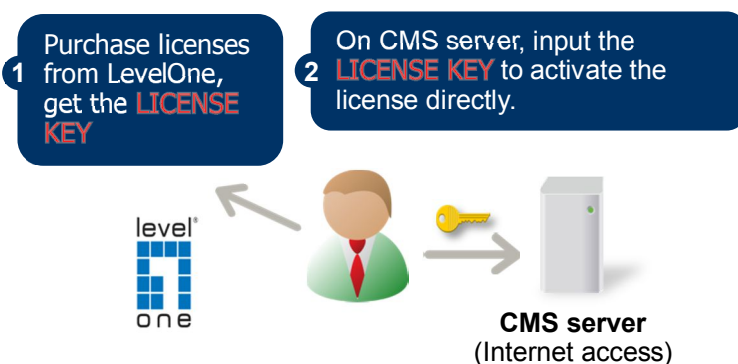 1
Purchase licenses
from LevelOne,
get the LICENSE
KEY
2
On CMS server, input the
LICENSE KEY to activate the
license directly.
level®
one
CMS server
(Internet access)